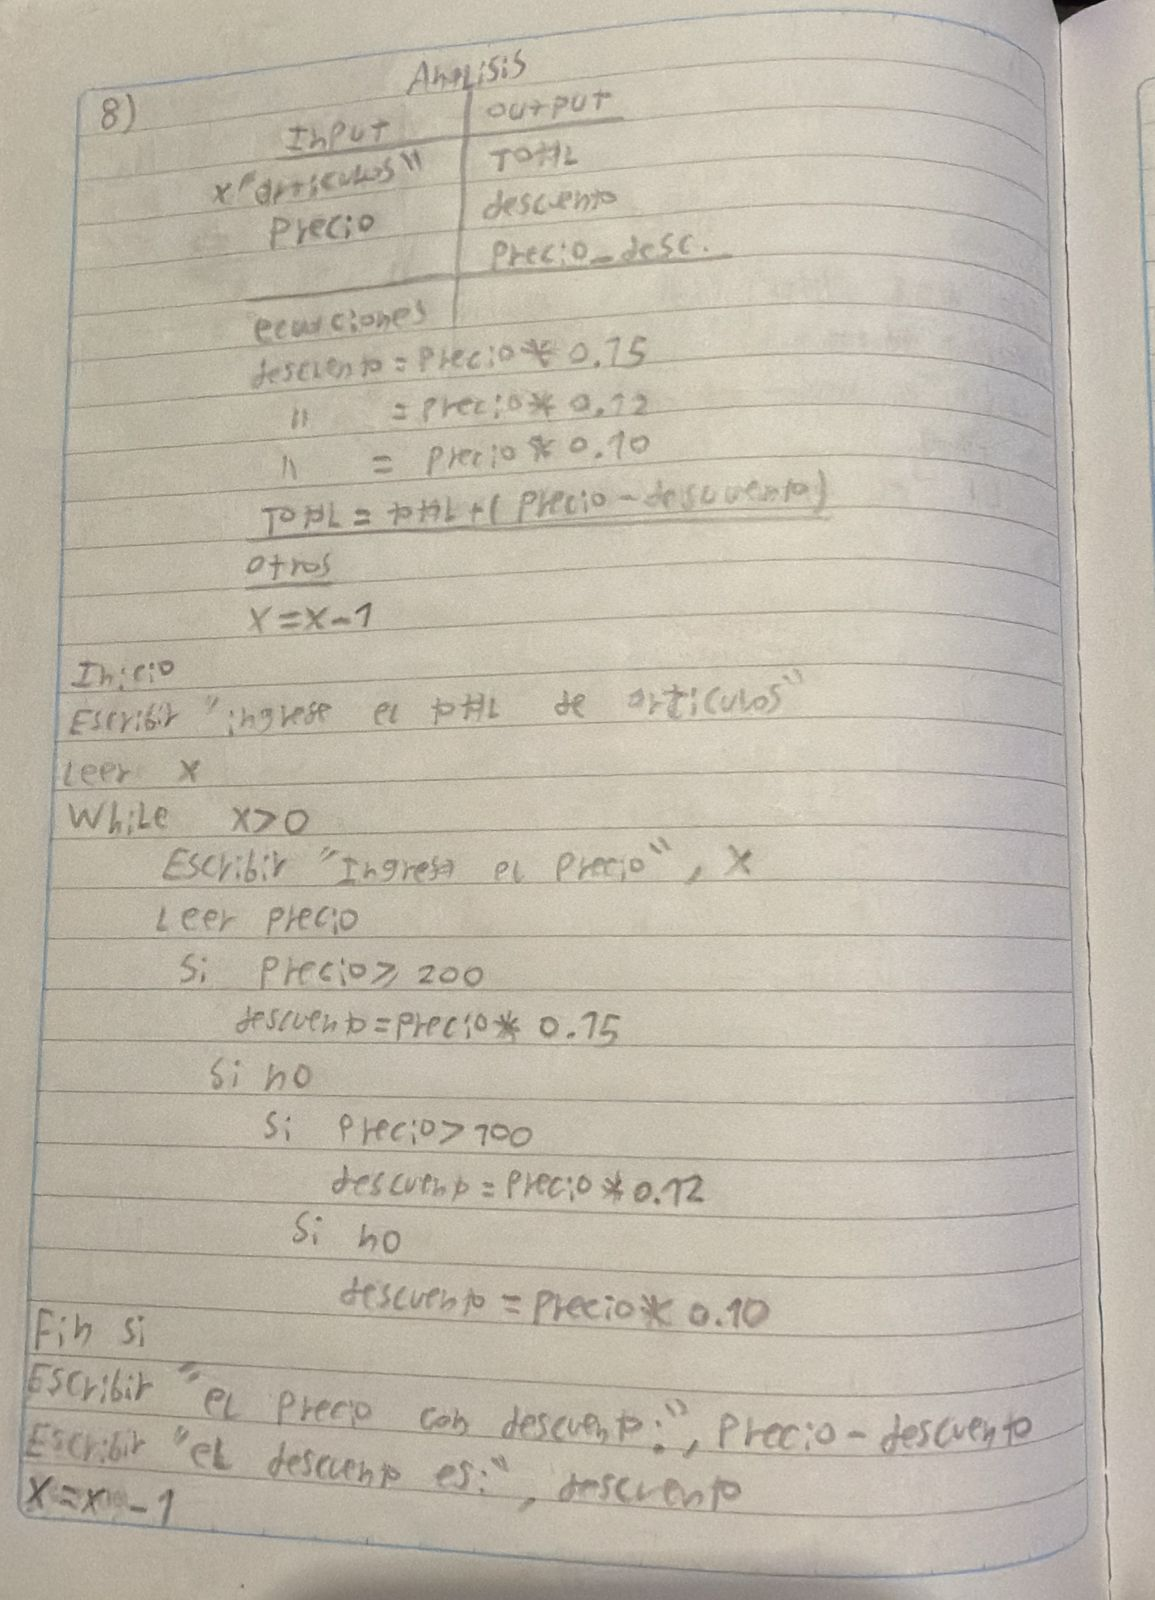 Analisis
8)
Input
output
x "articulos"
Total
Precio
descuento
Precio_desc.
ecuaciones
descuento = Precio * 0.15
" = Precio * 0.12
" = Precio * 0.10
Total = total + ( Precio - descuento)
otros
x = x - 1
Inicio
Escribir "ingrese el total de articulos"
Leer x
While x > 0
Escribir "Ingresa el Precio", x
Leer precio
Si Precio ≥ 200
descuento = precio * 0.15
Si no
Si Precio > 100
descuento = Precio * 0.12
Si no
descuento = Precio * 0.10
Fin si
Escribir "el Precio con descuento:", Precio - descuento
Escribir "el descuento es:", descuento
x = x - 1